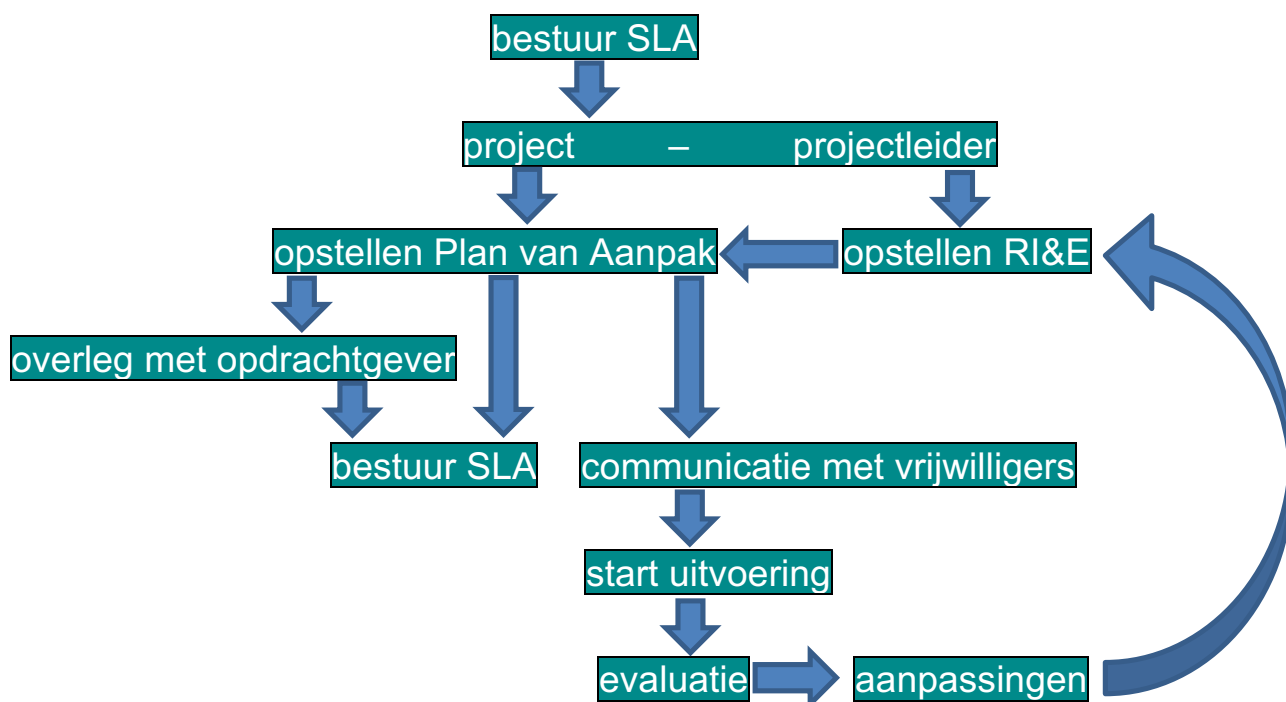 bestuur SLA
project – projectleider
opstellen Plan van Aanpak
opstellen RI&E
overleg met opdrachtgever
bestuur SLA
communicatie met vrijwilligers
start uitvoering
evaluatie
aanpassingen